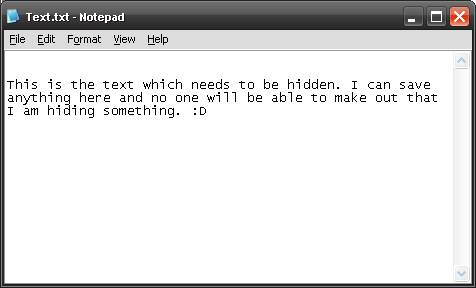 Text.txt - Notepad
File Edit Format View Help
This is the text which needs to be hidden. I can save
anything here and no one will be able to make out that
I am hiding something. :D